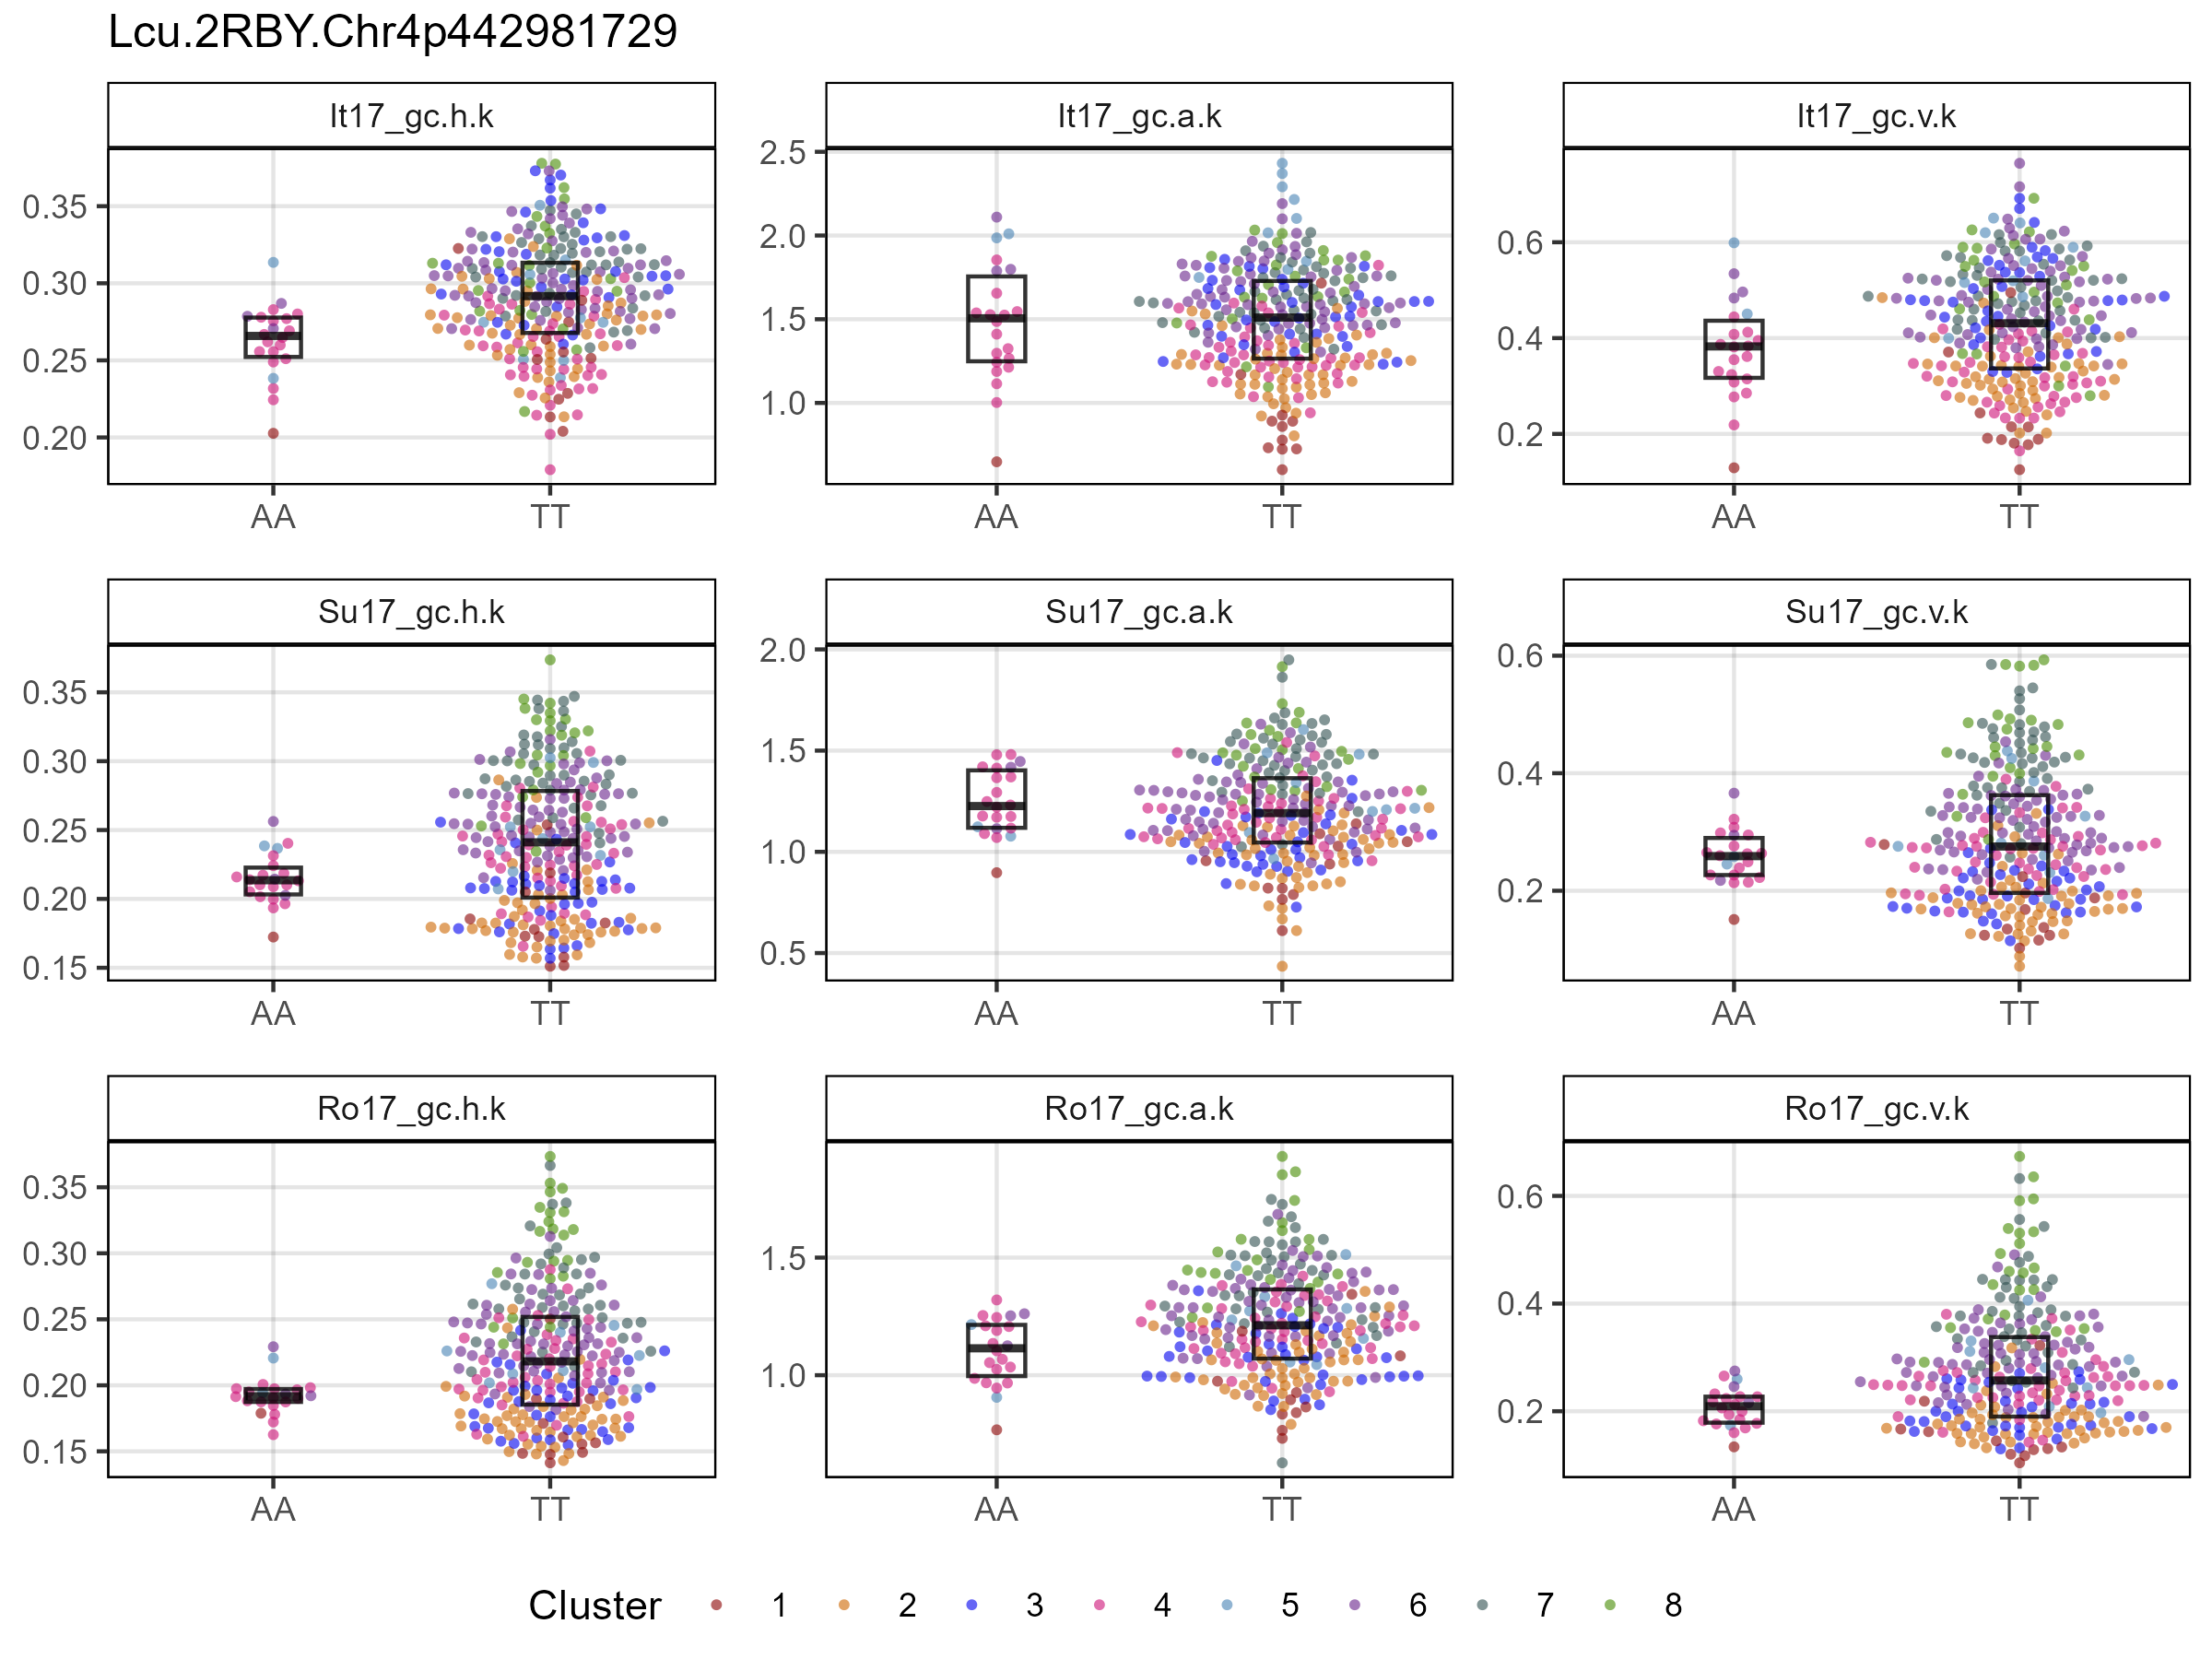 Lcu.2RBY.Chr4p442981729
It17_gc.h.k
It17_gc.a.k
It17_gc.v.k
0.35
0.30
0.25
0.20
AA TT
2.5
2.0
1.5
1.0
AA TT
0.6
0.4
0.2
AA TT
Su17_gc.h.k
Su17_gc.a.k
Su17_gc.v.k
0.35
0.30
0.25
0.20
0.15
AA TT
2.0
1.5
1.0
0.5
AA TT
0.6
0.4
0.2
AA TT
Ro17_gc.h.k
Ro17_gc.a.k
Ro17_gc.v.k
0.35
0.30
0.25
0.20
0.15
AA TT
1.5
1.0
AA TT
0.6
0.4
0.2
AA TT
Cluster 1 2 3 4 5 6 7 8